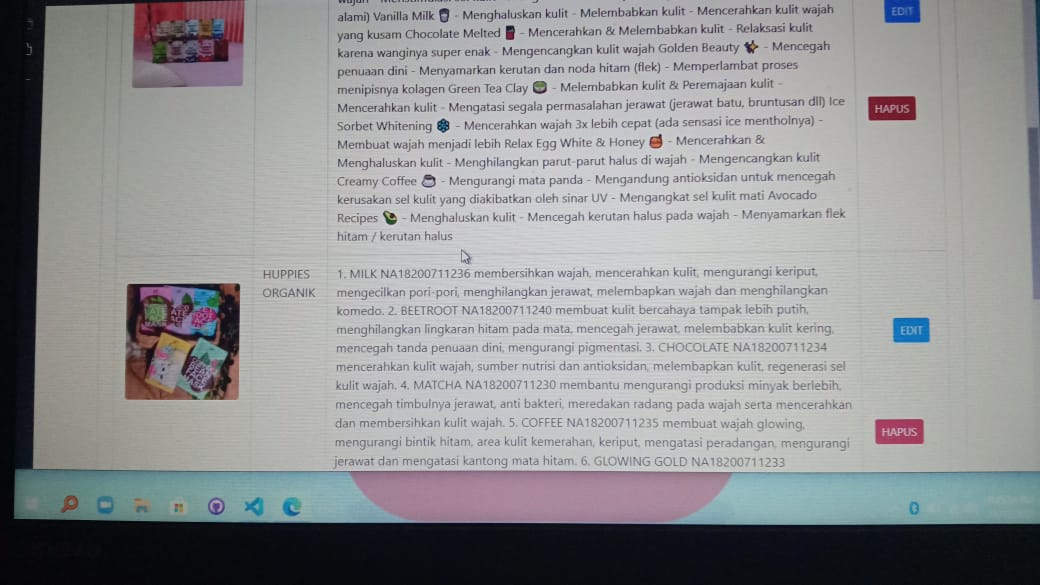 alami) Vanilla Milk 🥛 - Menghaluskan kulit - Melembabkan kulit - Mencerahkan kulit wajah
yang kusam Chocolate Melted 🍫 - Mencerahkan & Melembabkan kulit - Relaksasi kulit
karena wanginya super enak - Mengencangkan kulit wajah Golden Beauty ✨ - Mencegah
penuaan dini - Menyamarkan kerutan dan noda hitam (flek) - Memperlambat proses
menipisnya kolagen Green Tea Clay 🍵 - Melembabkan kulit & Peremajaan kulit -
Mencerahkan kulit - Mengatasi segala permasalahan jerawat (jerawat batu, bruntusan dll) Ice
Sorbet Whitening ❄ - Mencerahkan wajah 3x lebih cepat (ada sensasi ice mentholnya) -
Membuat wajah menjadi lebih Relax Egg White & Honey 🍯 - Mencerahkan &
Menghaluskan kulit - Menghilangkan parut-parut halus di wajah - Mengencangkan kulit
Creamy Coffee ☕ - Mengurangi mata panda - Mengandung antioksidan untuk mencegah
kerusakan sel kulit yang diakibatkan oleh sinar UV - Mengangkat sel kulit mati Avocado
Recipes 🥑 - Menghaluskan kulit - Mencegah kerutan halus pada wajah - Menyamarkan flek
hitam / kerutan halus
EDIT
HAPUS
HUPPIES
ORGANIK
1. MILK NA18200711236 membersihkan wajah, mencerahkan kulit, mengurangi keriput,
mengecilkan pori-pori, menghilangkan jerawat, melembapkan wajah dan menghilangkan
komedo. 2. BEETROOT NA18200711240 membuat kulit bercahaya tampak lebih putih,
menghilangkan lingkaran hitam pada mata, mencegah jerawat, melembabkan kulit kering,
mencegah tanda penuaan dini, mengurangi pigmentasi. 3. CHOCOLATE NA18200711234
mencerahkan kulit wajah, sumber nutrisi dan antioksidan, melembapkan kulit, regenerasi sel
kulit wajah. 4. MATCHA NA18200711230 membantu mengurangi produksi minyak berlebih,
mencegah timbulnya jerawat, anti bakteri, meredakan radang pada wajah serta mencerahkan
dan membersihkan kulit wajah. 5. COFFEE NA18200711235 membuat wajah glowing,
mengurangi bintik hitam, area kulit kemerahan, keriput, mengatasi peradangan, mengurangi
jerawat dan mengatasi kantong mata hitam. 6. GLOWING GOLD NA18200711233
EDIT
HAPUS